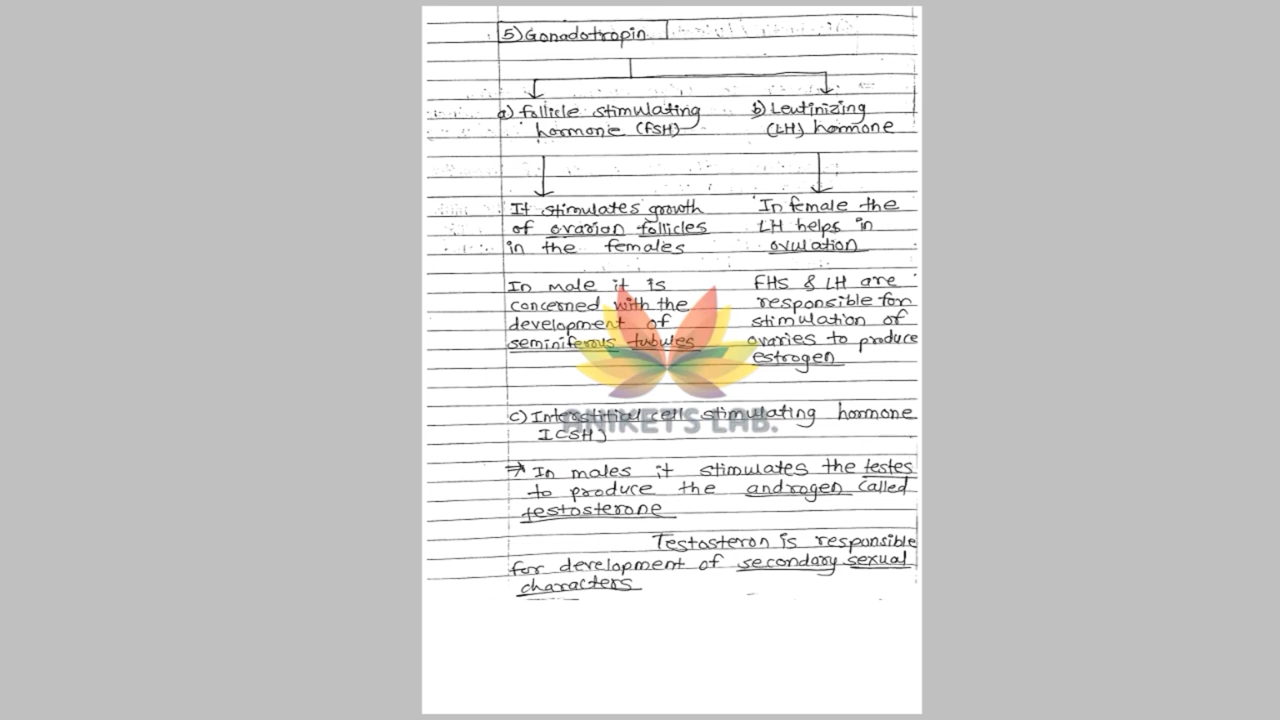 5) Gonadotropin
a) follicle stimulating
hormone (FSH)
b) Leutinizing
(LH) hormone
It stimulates growth
of ovarian follicles
in the females
In male it is
concerned with the
development of
seminiferous tubules
In female the
LH helps in
ovulation
FHS & LH are
responsible for
stimulation of
ovaries to produce
estrogen
ANIKET'S LAB.
c) Interstitial cell stimulating hormone
ICSH)
→ In males it stimulates the testes
to produce the androgen called
testosterone
Testosteron is responsible
for development of secondary sexual
characters